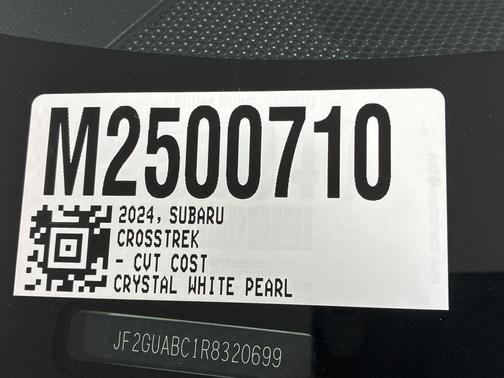 M2500710
2024, SUBARU
CROSSTREK
- CVT COST
CRYSTAL WHITE PEARL
JF2GUABC1R8320699